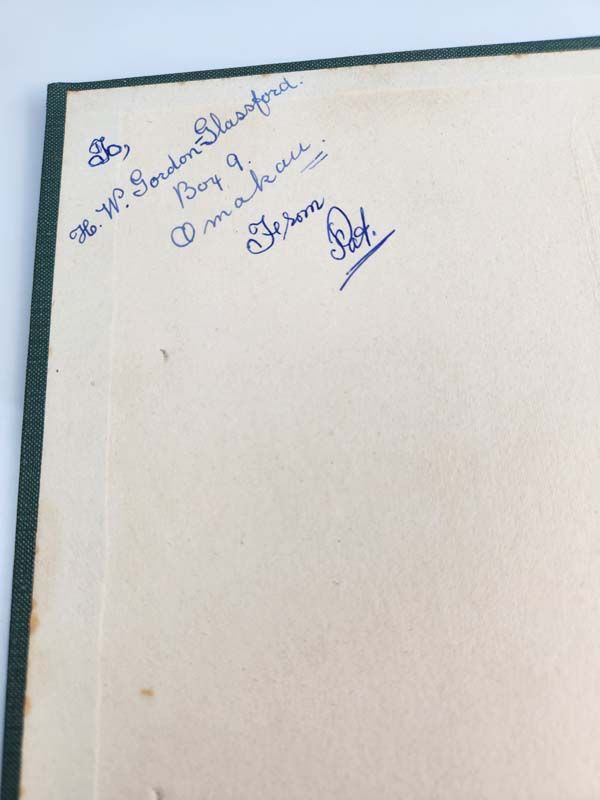 To,
H. W. Gordon=Glassford.
Box 9.
Omakau.
From
Pat.